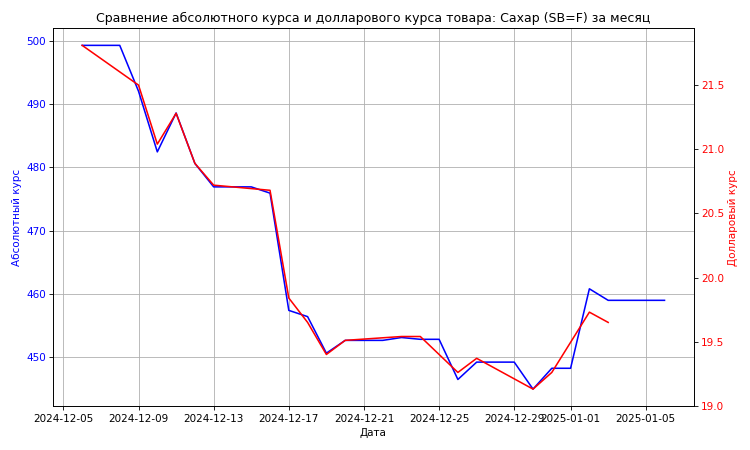 Сравнение абсолютного курса и долларового курса товара: Сахар (SB=F) за месяц
500
490
480
470
460
450
Абсолютный курс
21.5
21.0
20.5
20.0
19.5
19.0
Долларовый курс
2024-12-05 2024-12-09 2024-12-13 2024-12-17 2024-12-21 2024-12-25 2024-12-29 2025-01-01 2025-01-05
Дата